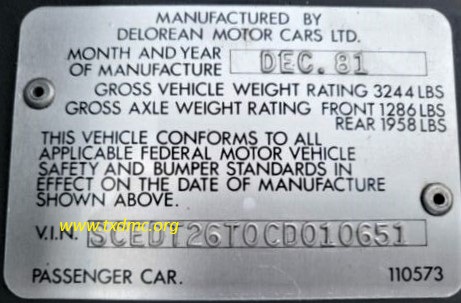 MANUFACTURED BY
DELOREAN MOTOR CARS LTD.
MONTH AND YEAR
OF MANUFACTURE DEC. 81
GROSS VEHICLE WEIGHT RATING 3244 LBS
GROSS AXLE WEIGHT RATING FRONT 1286 LBS
REAR 1958 LBS
THIS VEHICLE CONFORMS TO ALL
APPLICABLE FEDERAL MOTOR VEHICLE
SAFETY AND BUMPER STANDARDS IN
EFFECT ON THE DATE OF MANUFACTURE
SHOWN ABOVE.
www.txdmc.org
V.I.N. SCEDT26T0CD010651
PASSENGER CAR. 110573